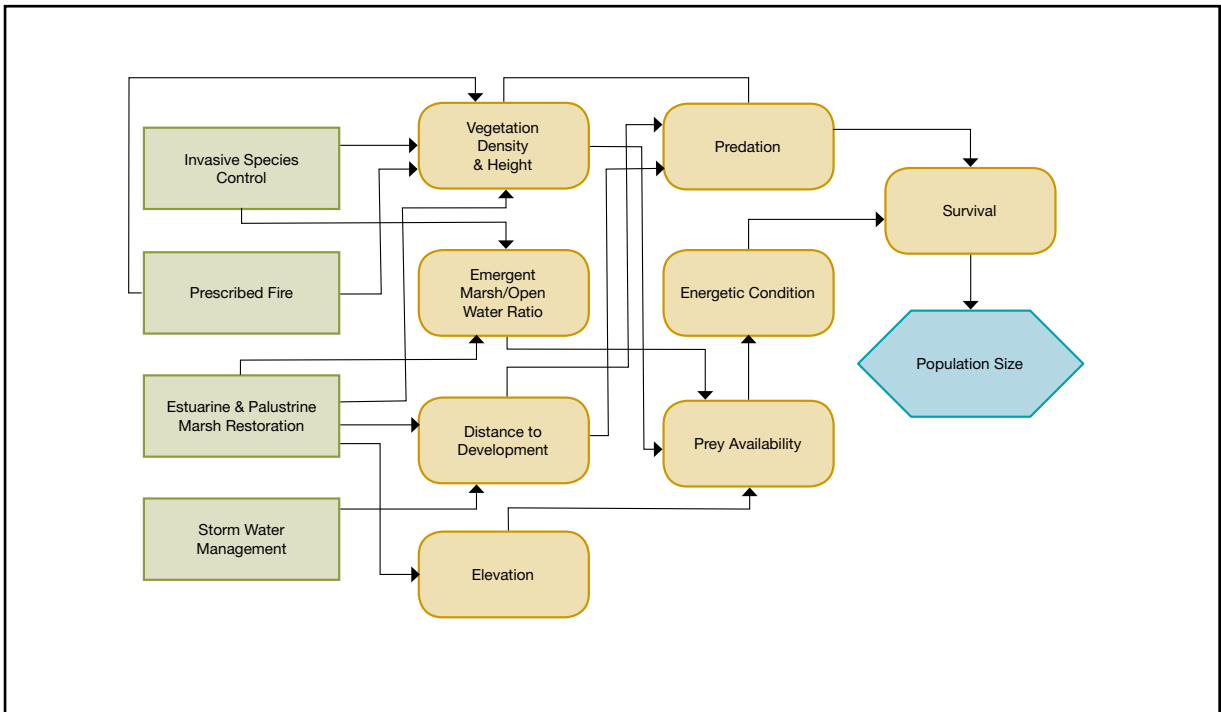 Invasive Species
Control
Prescribed Fire
Estuarine & Palustrine
Marsh Restoration
Storm Water
Management
Vegetation
Density
& Height
Emergent
Marsh/Open
Water Ratio
Distance to
Development
Elevation
Predation
Energetic Condition
Prey Availability
Survival
Population Size